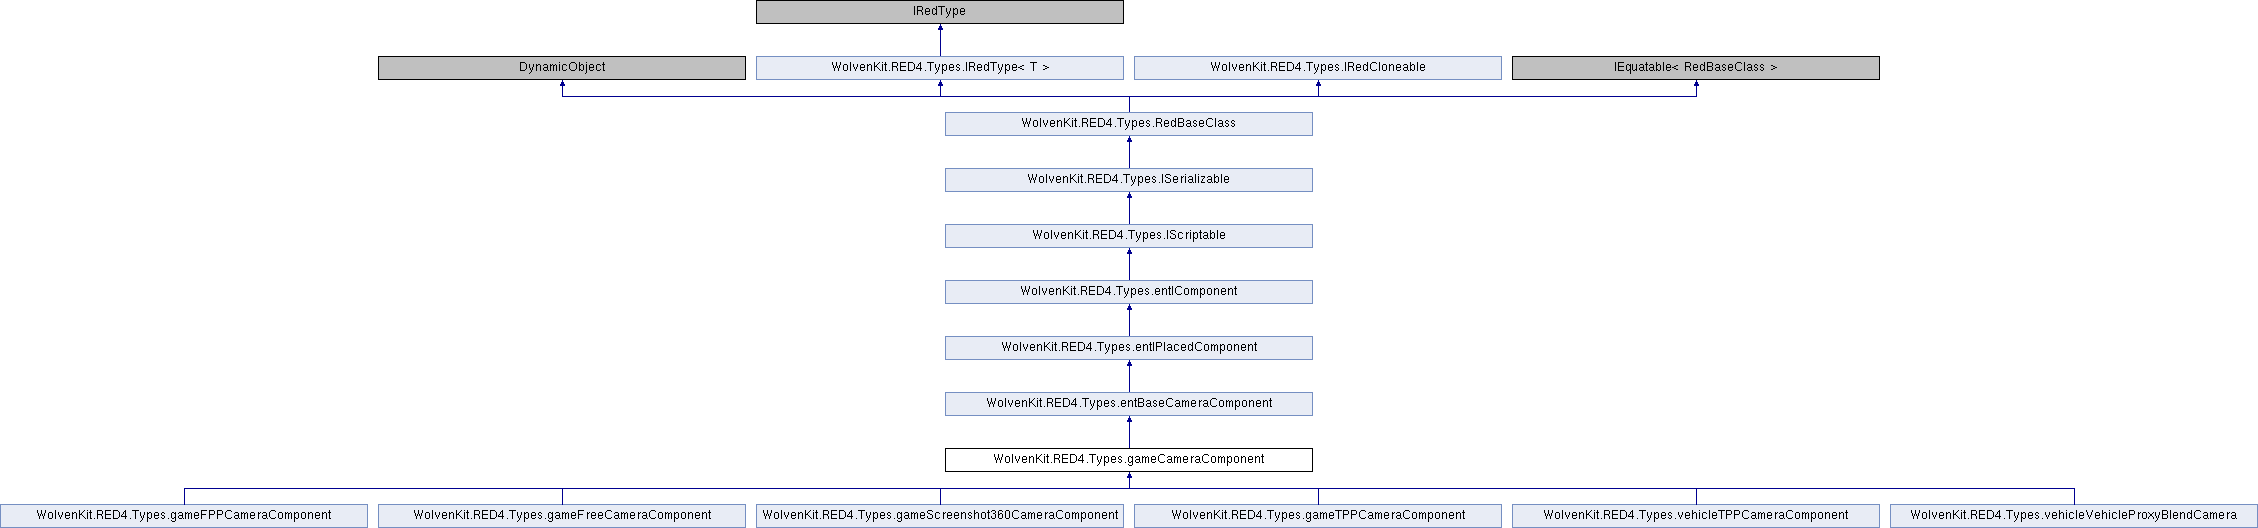 IRedType
DynamicObject
WolvenKit.RED4.Types.IRedType< T >
WolvenKit.RED4.Types.IRedCloneable
IEquatable< RedBaseClass >
WolvenKit.RED4.Types.RedBaseClass
WolvenKit.RED4.Types.ISerializable
WolvenKit.RED4.Types.IScriptable
WolvenKit.RED4.Types.entIComponent
WolvenKit.RED4.Types.entIPlacedComponent
WolvenKit.RED4.Types.entBaseCameraComponent
WolvenKit.RED4.Types.gameCameraComponent
WolvenKit.RED4.Types.gameFPPCameraComponent
WolvenKit.RED4.Types.gameFreeCameraComponent
WolvenKit.RED4.Types.gameScreenshot360CameraComponent
WolvenKit.RED4.Types.gameTPPCameraComponent
WolvenKit.RED4.Types.vehicleTPPCameraComponent
WolvenKit.RED4.Types.vehicleVehicleProxyBlendCamera